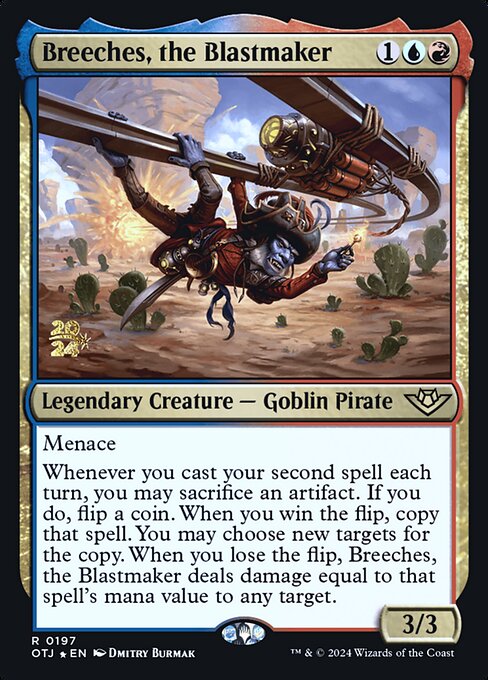 Breeches, the Blastmaker 1
2024
Legendary Creature — Goblin Pirate
Menace
Whenever you cast your second spell each
turn, you may sacrifice an artifact. If you
do, flip a coin. When you win the flip, copy
that spell. You may choose new targets for
the copy. When you lose the flip, Breeches,
the Blastmaker deals damage equal to that
spell's mana value to any target.
3/3
R 0197
OTJ ★ EN Dmitry Burmak
™ & © 2024 Wizards of the Coast